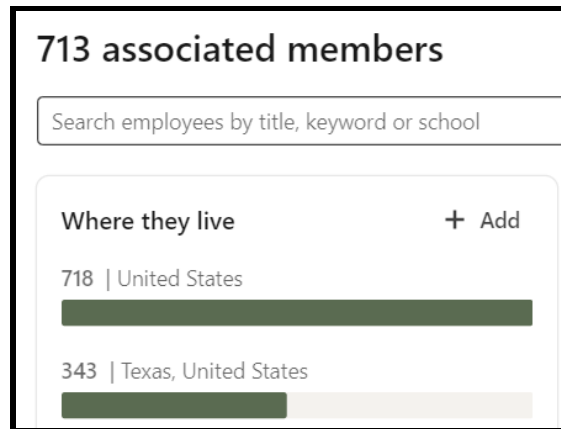 713 associated members
Search employees by title, keyword or school
Where they live + Add
718 | United States
343 | Texas, United States